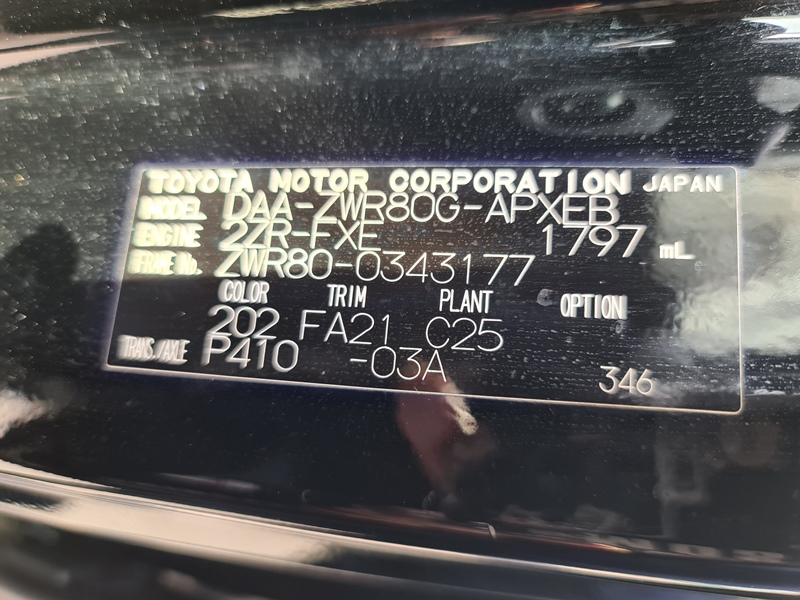 TOYOTA MOTOR CORPORATION JAPAN
MODEL DAA-ZWR80G-APXEB
ENGINE 2ZR-FXE 1797 mL
FRAME No. ZWR80-0343177
COLOR TRIM PLANT OPTION
202 FA21 C25
TRANS./AXLE P410 -03A 346